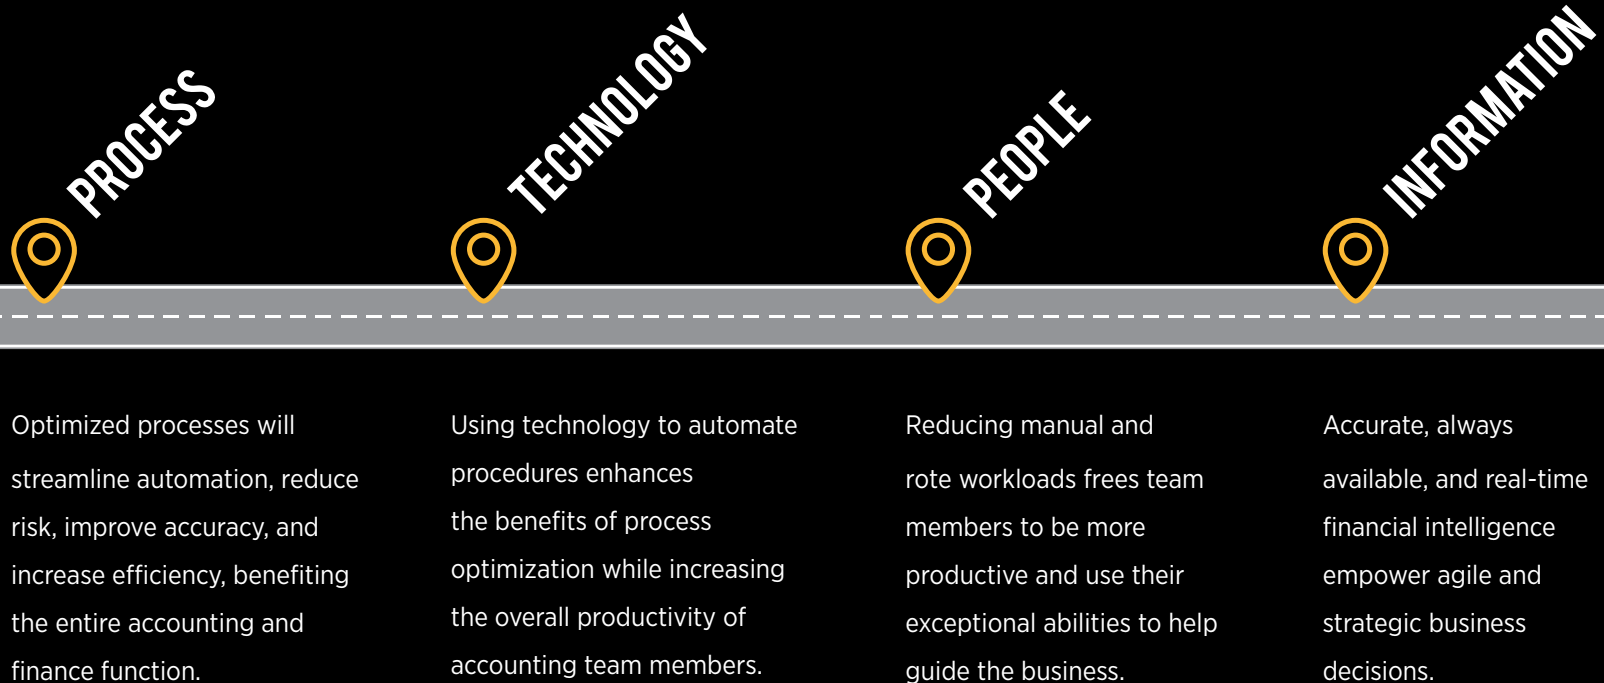 PROCESS
Optimized processes will
streamline automation, reduce
risk, improve accuracy, and
increase efficiency, benefiting
the entire accounting and
finance function.
TECHNOLOGY
Using technology to automate
procedures enhances
the benefits of process
optimization while increasing
the overall productivity of
accounting team members.
PEOPLE
Reducing manual and
rote workloads frees team
members to be more
productive and use their
exceptional abilities to help
guide the business.
INFORMATION
Accurate, always
available, and real-time
financial intelligence
empower agile and
strategic business
decisions.